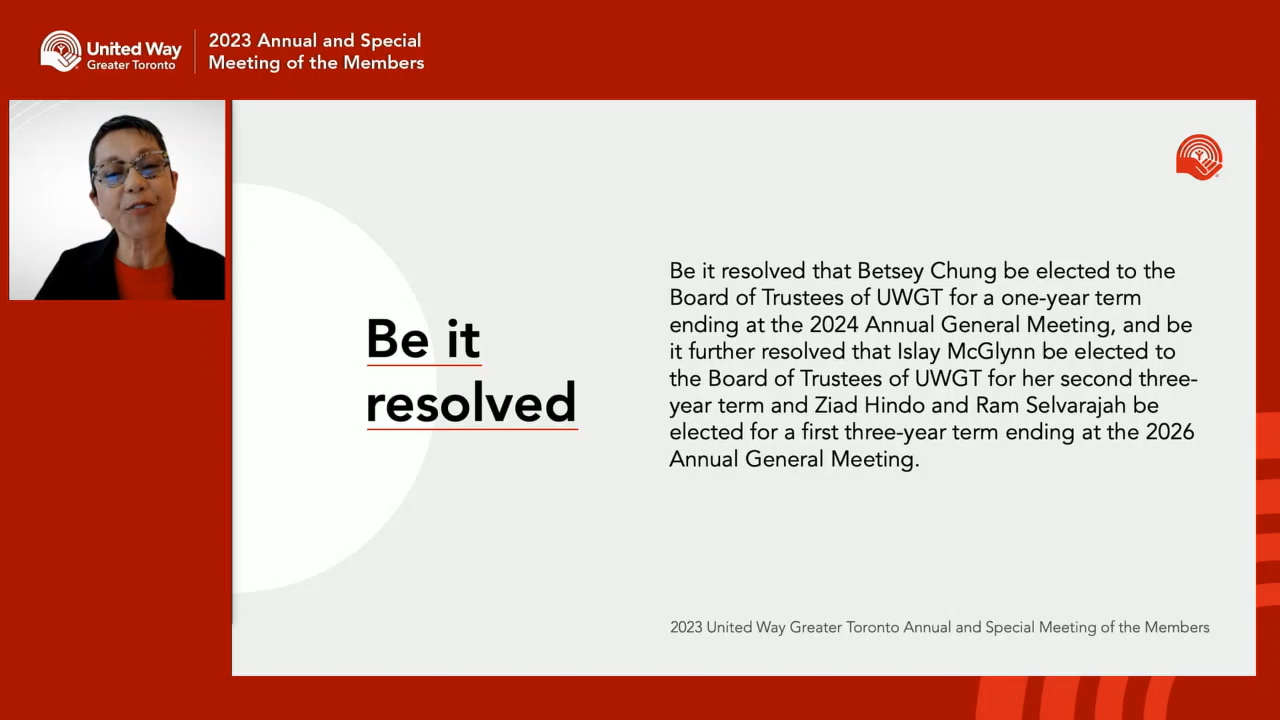 United Way
Greater Toronto
2023 Annual and Special
Meeting of the Members
Be it
resolved
Be it resolved that Betsey Chung be elected to the
Board of Trustees of UWGT for a one-year term
ending at the 2024 Annual General Meeting, and be
it further resolved that Islay McGlynn be elected to
the Board of Trustees of UWGT for her second three-
year term and Ziad Hindo and Ram Selvarajah be
elected for a first three-year term ending at the 2026
Annual General Meeting.
2023 United Way Greater Toronto Annual and Special Meeting of the Members